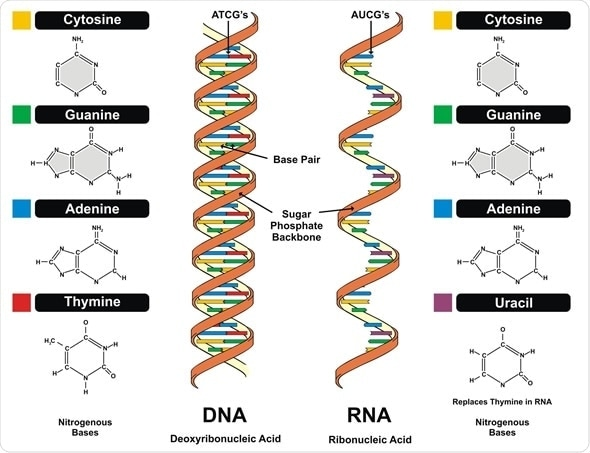 Cytosine
NH₂
N
N
O
Guanine
O
N
H
N
H
N
N
N
H
H
Adenine
NH₂
N
N
H
N
N
H
Thymine
O
H₃C
C
N
H
C
C
H
N
O
H
Nitrogenous
Bases
ATCG's
AUCG's
Base Pair
Sugar
Phosphate
Backbone
DNA
Deoxyribonucleic Acid
RNA
Ribonucleic Acid
Cytosine
NH₂
N
N
O
Guanine
O
N
H
N
H
N
N
N
H
H
Adenine
NH₂
N
N
H
N
N
H
Uracil
O
H
C
C
N
H
H
C
C
N
O
Replaces Thymine in RNA
Nitrogenous
Bases